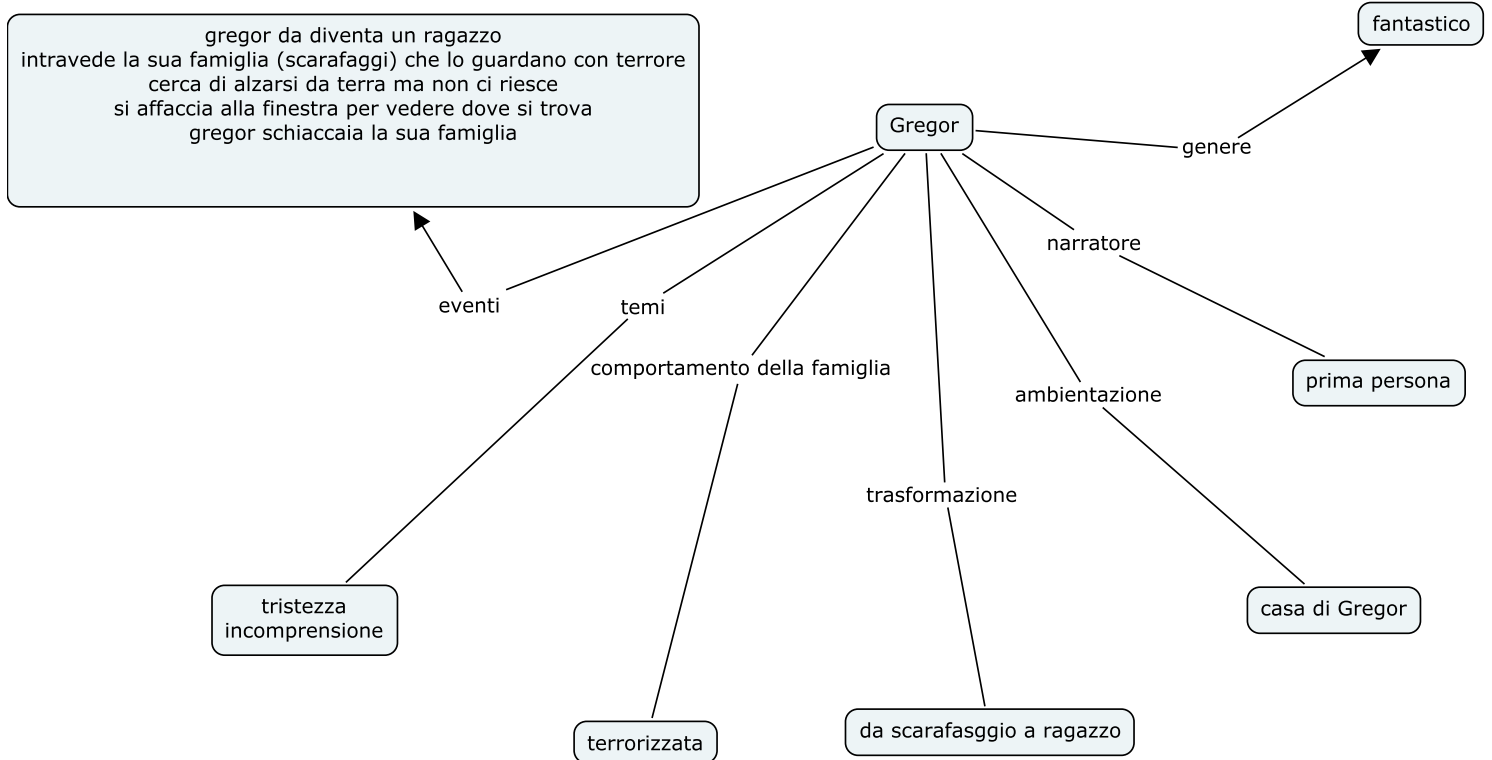 fantastico
gregor da diventa un ragazzo
intravede la sua famiglia (scarafaggi) che lo guardano con terrore
cerca di alzarsi da terra ma non ci riesce
si affaccia alla finestra per vedere dove si trova
gregor schiaccaia la sua famiglia
Gregor
genere
narratore
eventi
temi
comportamento della famiglia
prima persona
ambientazione
trasformazione
tristezza
incomprensione
casa di Gregor
terrorizzata
da scarafasggio a ragazzo